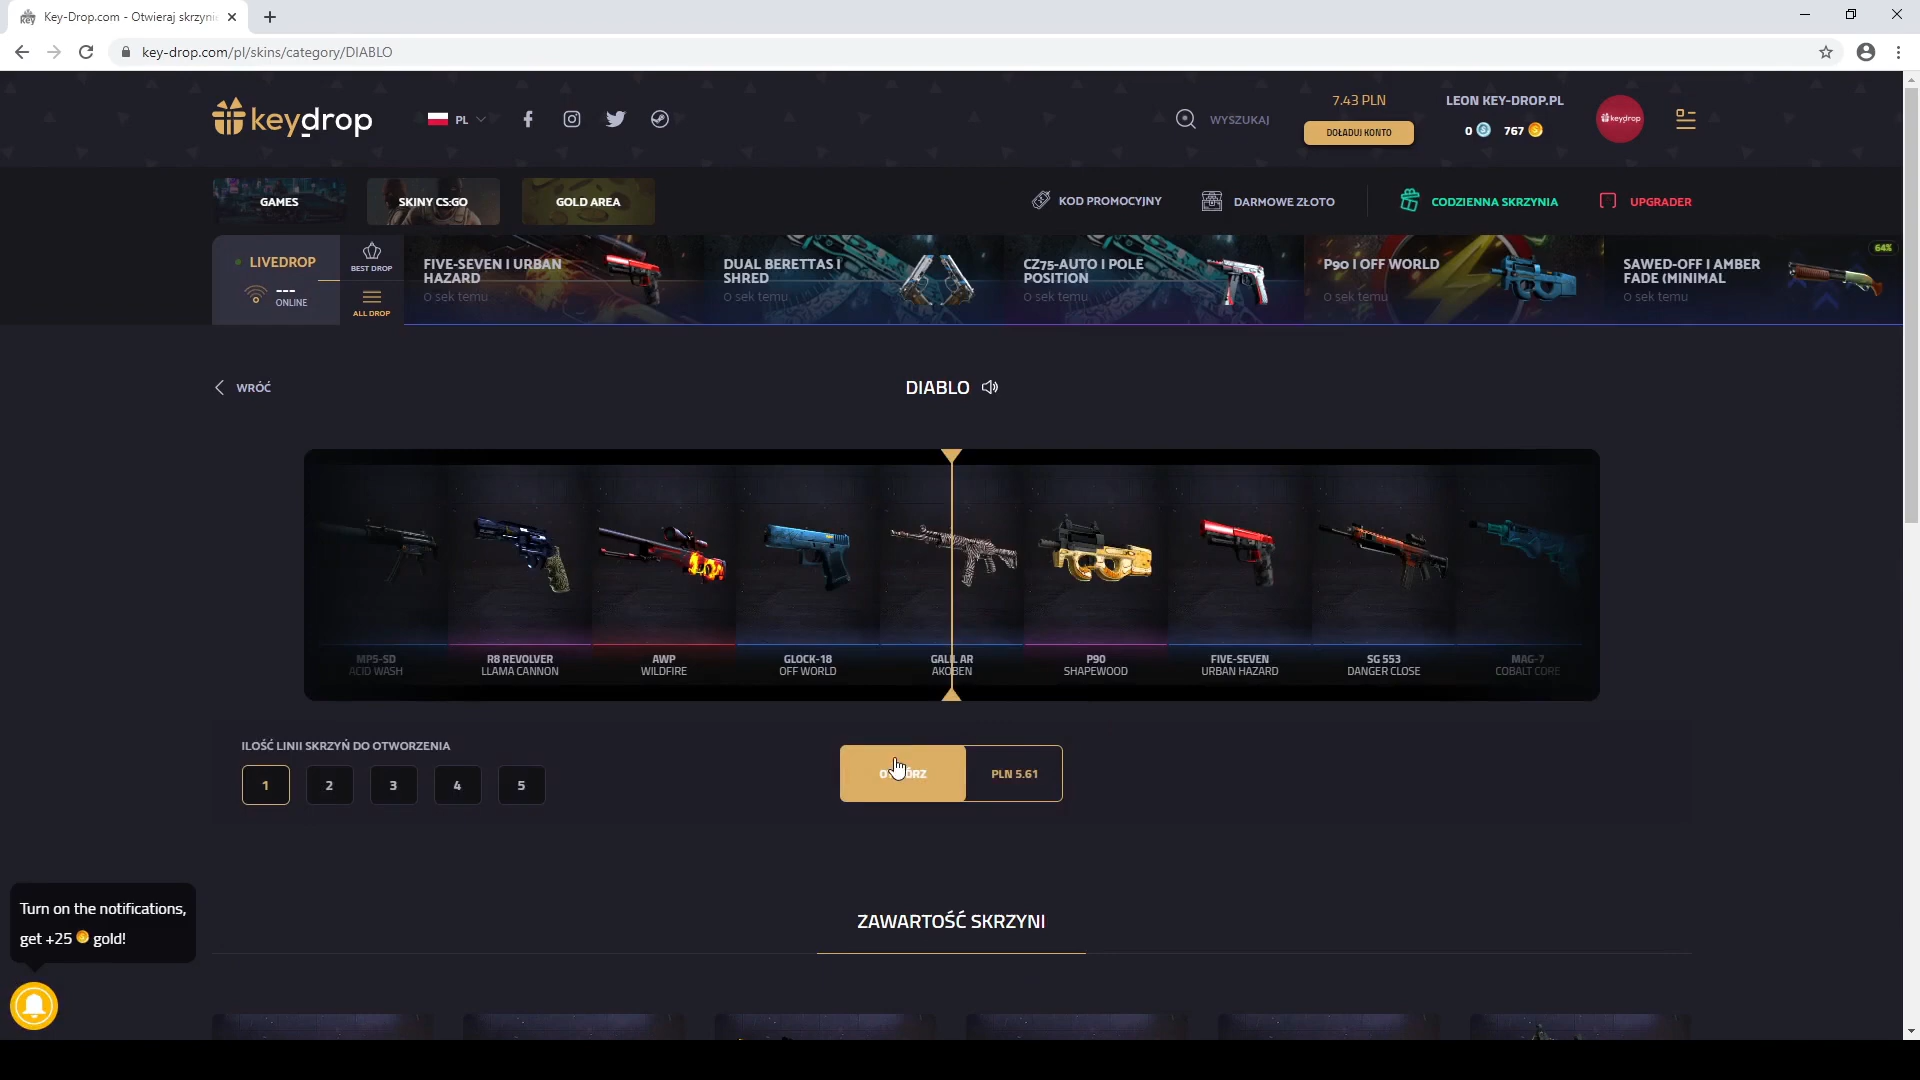 Key-Drop.com - Otwieraj skrzynie
key-drop.com/pl/skins/category/DIABLO
keydrop
PL
WYSZUKAJ
7.43 PLN
DOŁADUJ KONTO
LEON KEY-DROP.PL
0 767
keydrop
GAMES
SKINY CS:GO
GOLD AREA
KOD PROMOCYJNY
DARMOWE ZŁOTO
CODZIENNA SKRZYNIA
UPGRADER
LIVEDROP
---
ONLINE
BEST DROP
ALL DROP
FIVE-SEVEN I URBAN
HAZARD
0 sek temu
DUAL BERETTAS I
SHRED
0 sek temu
CZ75-AUTO I POLE
POSITION
0 sek temu
P90 I OFF WORLD
0 sek temu
SAWED-OFF I AMBER
FADE (MINIMAL
0 sek temu
64%
WRÓĆ
DIABLO
MP5-SD
ACID WASH
R8 REVOLVER
LLAMA CANNON
AWP
WILDFIRE
GLOCK-18
OFF WORLD
GALIL AR
AKOBEN
P90
SHAPEWOOD
FIVE-SEVEN
URBAN HAZARD
SG 553
DANGER CLOSE
MAG-7
COBALT CORE
ILOŚĆ LINII SKRZYŃ DO OTWORZENIA
1 2 3 4 5
OTWÓRZ
PLN 5.61
Turn on the notifications,
get +25 gold!
ZAWARTOŚĆ SKRZYNI